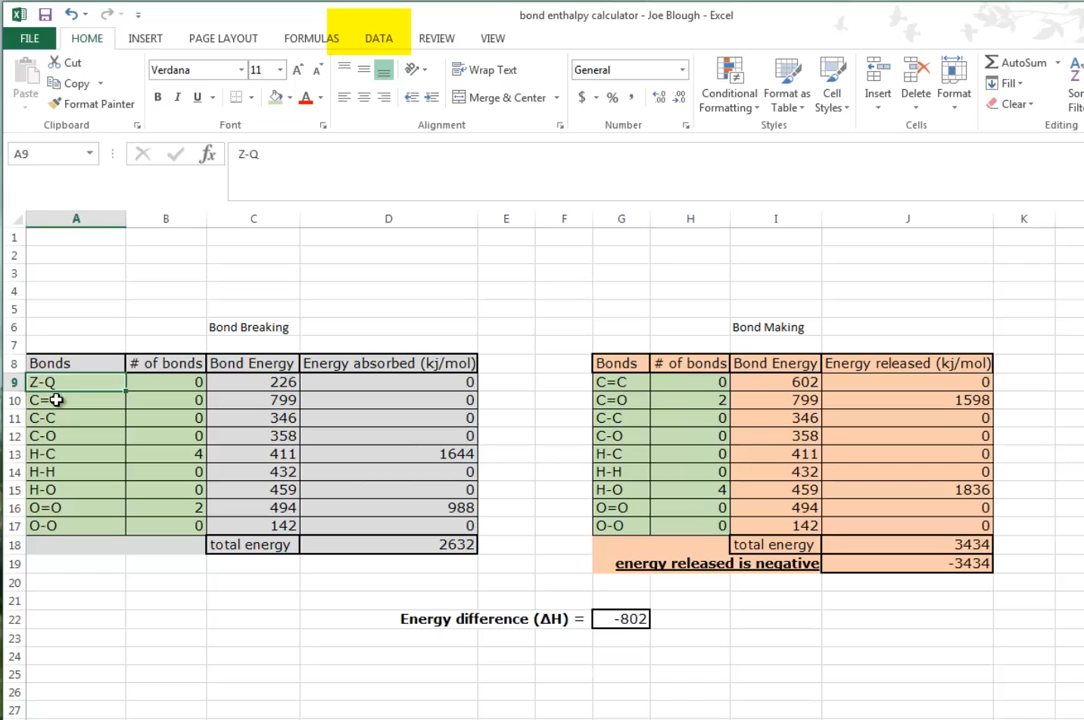 bond enthalpy calculator - Joe Blough - Excel
FILE HOME INSERT PAGE LAYOUT FORMULAS DATA REVIEW VIEW
Cut
Copy
Format Painter
Paste
Clipboard
Verdana 11
B I U
Font
Wrap Text
Merge & Center
Alignment
General
$ % ,
Number
Conditional Formatting
Format as Table
Cell Styles
Styles
Insert Delete Format
Cells
AutoSum
Fill
Clear
Editing
A9 fx Z-Q
A B C D E F G H I J K
1
2
3
4
5
6 Bond Breaking Bond Making
7
8 Bonds # of bonds Bond Energy Energy absorbed (kj/mol) Bonds # of bonds Bond Energy Energy released (kj/mol)
9 Z-Q 0 226 0 C=C 0 602 0
10 C= 0 799 0 C=O 2 799 1598
11 C-C 0 346 0 C-C 0 346 0
12 C-O 0 358 0 C-O 0 358 0
13 H-C 4 411 1644 H-C 0 411 0
14 H-H 0 432 0 H-H 0 432 0
15 H-O 0 459 0 H-O 4 459 1836
16 O=O 2 494 988 O=O 0 494 0
17 O-O 0 142 0 O-O 0 142 0
18 total energy 2632 total energy 3434
19 energy released is negative -3434
20
21
22 Energy difference (ΔH) = -802
23
24
25
26
27